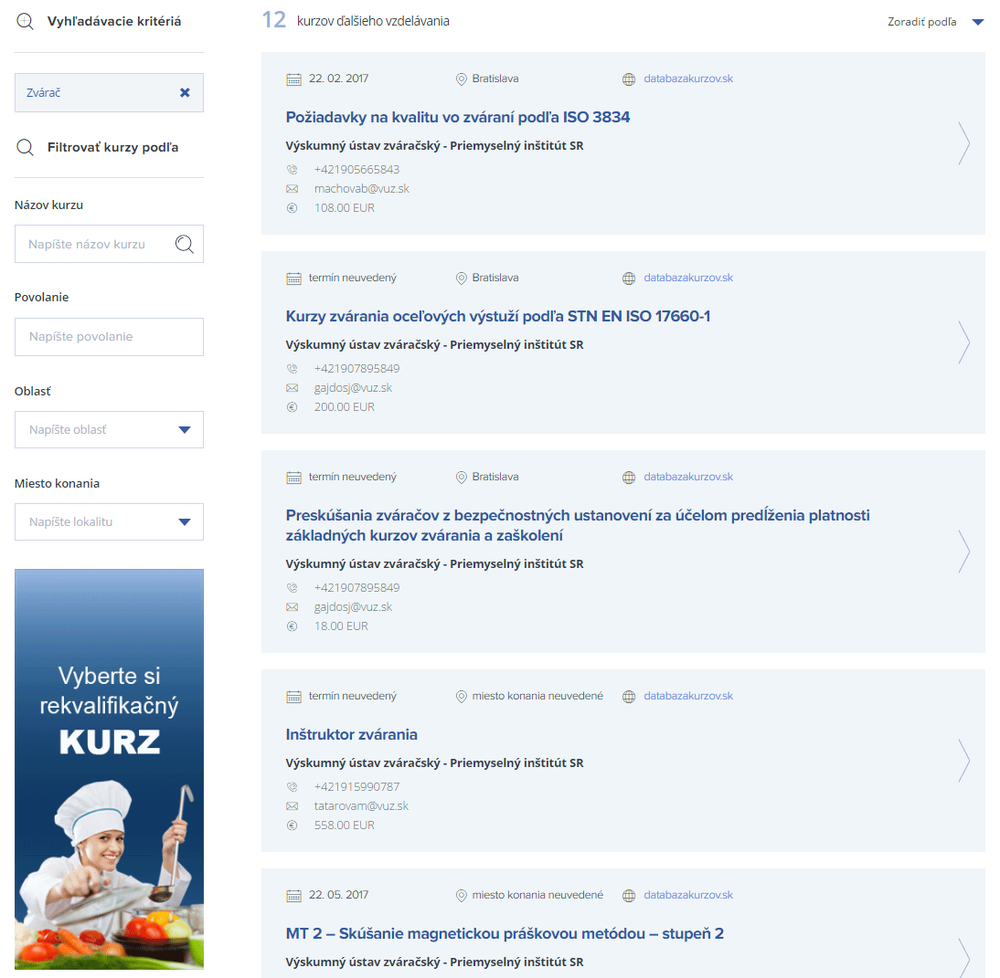 Vyhľadávacie kritériá
Zvárač
Filtrovať kurzy podľa
Názov kurzu
Napíšte názov kurzu
Povolanie
Napíšte povolanie
Oblasť
Napíšte oblasť
Miesto konania
Napíšte lokalitu
Vyberte si
rekvalifikačný
KURZ
12 kurzov ďalšieho vzdelávania
Zoradiť podľa
22. 02. 2017 Bratislava databazakurzov.sk
Požiadavky na kvalitu vo zváraní podľa ISO 3834
Výskumný ústav zváračský - Priemyselný inštitút SR
+421905665843
machovab@vuz.sk
108.00 EUR
termín neuvedený Bratislava databazakurzov.sk
Kurzy zvárania oceľových výstuží podľa STN EN ISO 17660-1
Výskumný ústav zváračský - Priemyselný inštitút SR
+421907895849
gajdosj@vuz.sk
200.00 EUR
termín neuvedený Bratislava databazakurzov.sk
Preskúšania zváračov z bezpečnostných ustanovení za účelom predĺženia platnosti
základných kurzov zvárania a zaškolení
Výskumný ústav zváračský - Priemyselný inštitút SR
+421907895849
gajdosj@vuz.sk
18.00 EUR
termín neuvedený miesto konania neuvedené databazakurzov.sk
Inštruktor zvárania
Výskumný ústav zváračský - Priemyselný inštitút SR
+421915990787
tatarovam@vuz.sk
558.00 EUR
22. 05. 2017 miesto konania neuvedené databazakurzov.sk
MT 2 – Skúšanie magnetickou práškovou metódou – stupeň 2
Výskumný ústav zváračský - Priemyselný inštitút SR